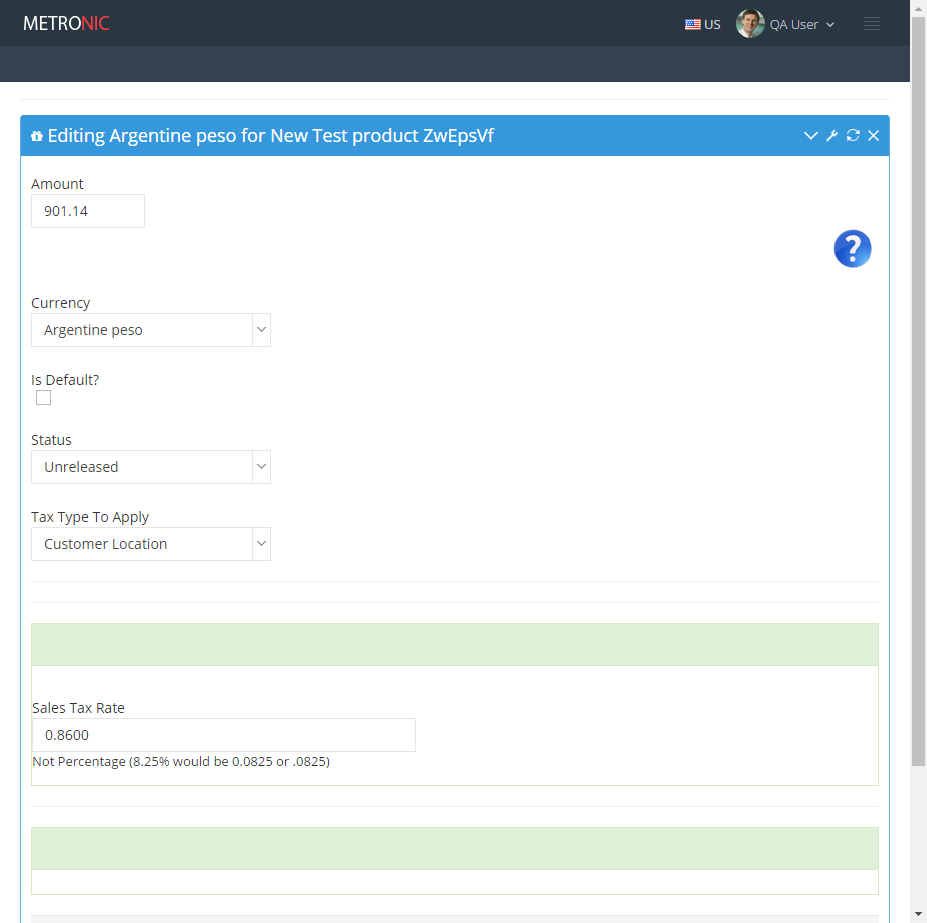 METRONIC
US
QA User
Editing Argentine peso for New Test product ZwEpsVf
Amount
901.14
?
Currency
Argentine peso
Is Default?
Status
Unreleased
Tax Type To Apply
Customer Location
Sales Tax Rate
0.8600
Not Percentage (8.25% would be 0.0825 or .0825)